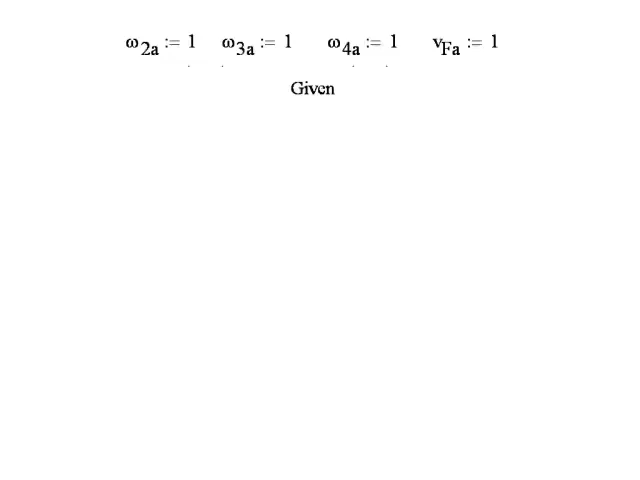 ω2a := 1 ω3a := 1 ω4a := 1 vFa := 1
Given